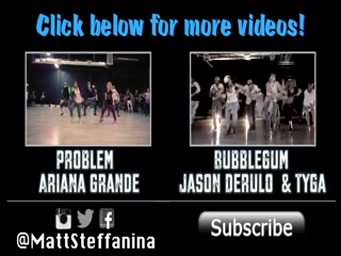 Click below for more videos!
PROBLEM
ARIANA GRANDE
BUBBLEGUM
JASON DERULO & TYGA
@MattSteffanina
Subscribe